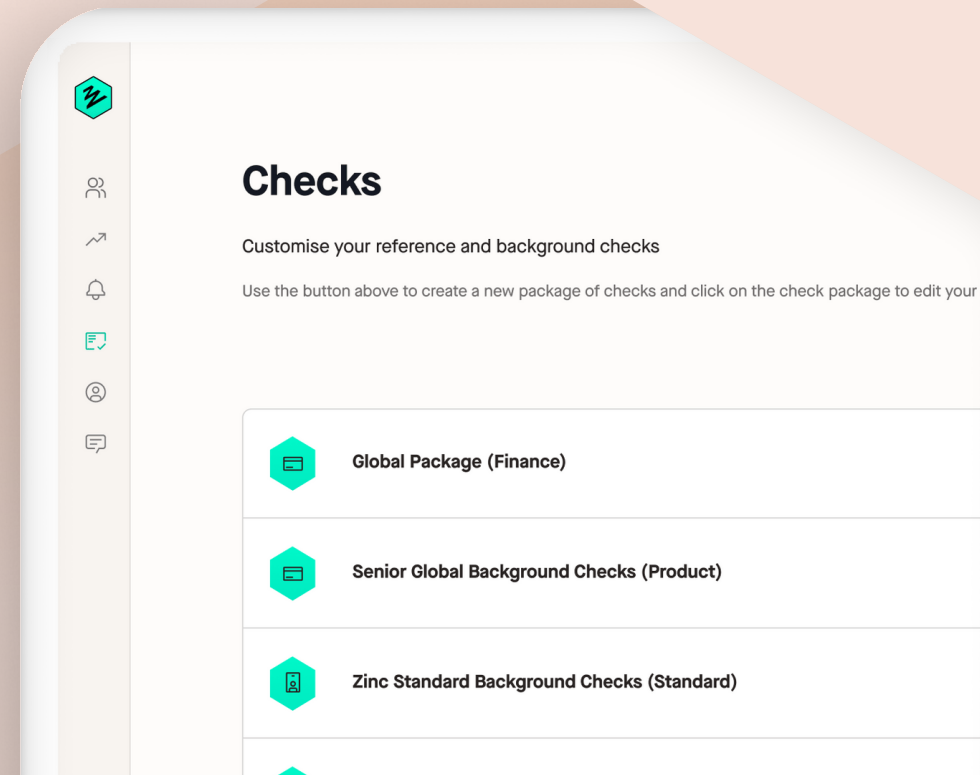 Checks
Customise your reference and background checks
Use the button above to create a new package of checks and click on the check package to edit your
Global Package (Finance)
Senior Global Background Checks (Product)
Zinc Standard Background Checks (Standard)